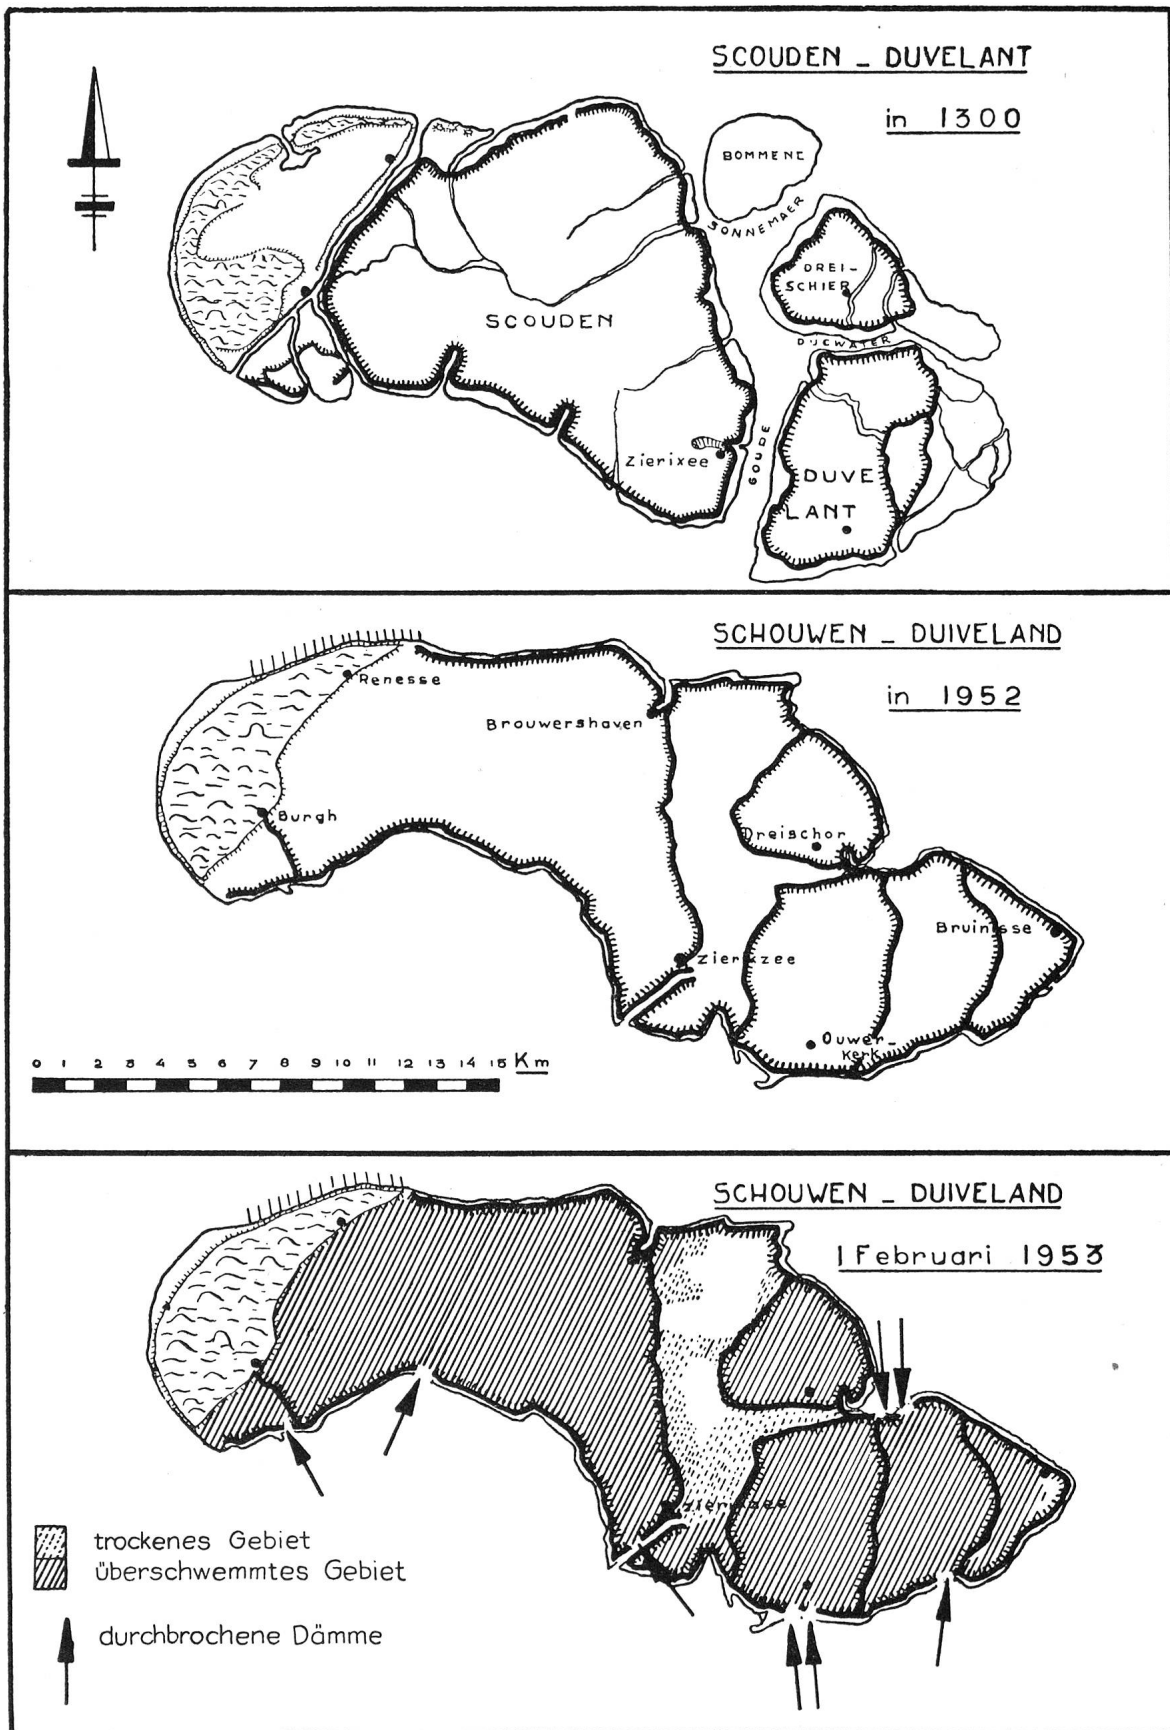 SCOUDEN – DUVELANT
in 1300
BOMMENE
SONNEMAER
DREI-
SCHIER
SCOUDEN
DIJCWATER
GOUDE
Zierixee
DUVE
LANT
SCHOUWEN – DUIVELAND
in 1952
Renesse
Brouwershaven
Burgh
Dreischor
Bruinisse
Zierikzee
Ouwer-
kerk
0 1 2 3 4 5 6 7 8 9 10 11 12 13 14 15 Km
SCHOUWEN – DUIVELAND
1 Februari 1953
Zierikzee
trockenes Gebiet
überschwemmtes Gebiet
durchbrochene Dämme